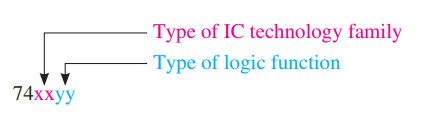 Type of IC technology family
Type of logic function
74xxyy